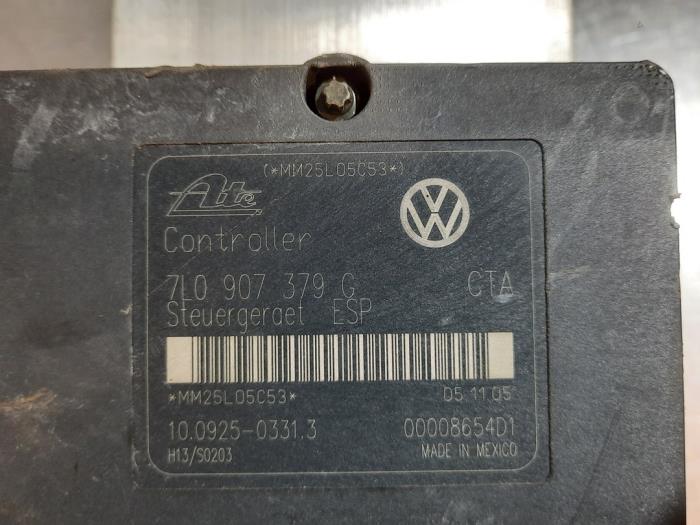 (*MM25L05C53*)
Ate
Controller
7L0 907 379 G GTA
Steuergeraet ESP
*MM25L05C53* 05.11.05
10.0925-0331.3 00008654D1
H13/S0203 MADE IN MEXICO